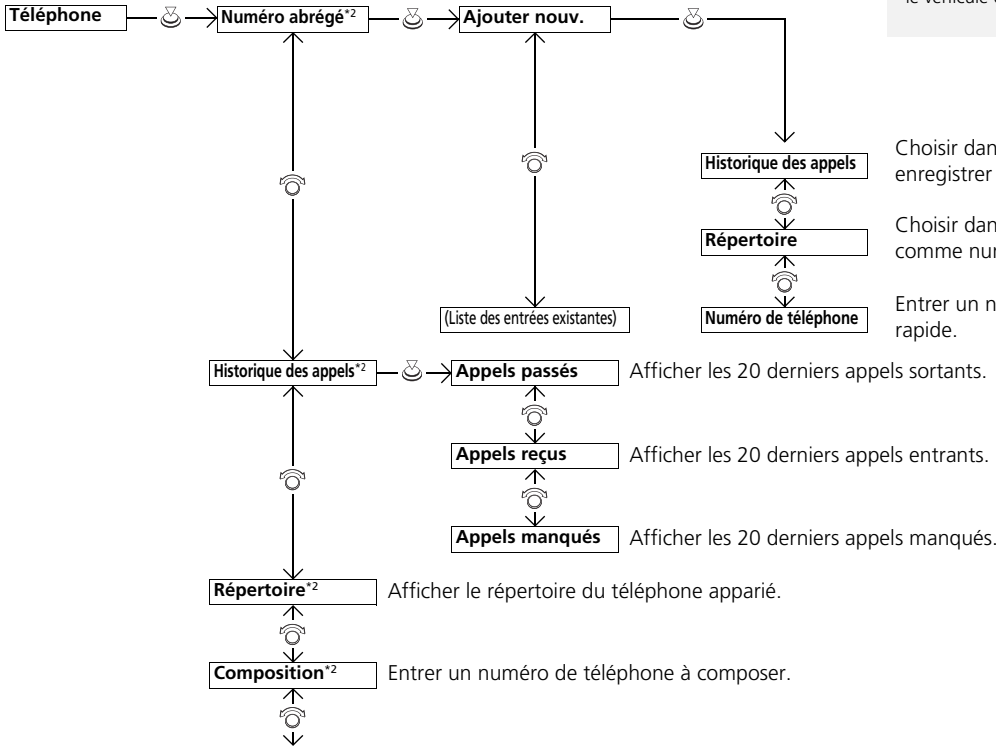 le véhicule
Téléphone
Numéro abrégé*2
Ajouter nouv.
Historique des appels
Choisir dan
enregistrer
Répertoire
Choisir dan
comme nu
(Liste des entrées existantes)
Numéro de téléphone
Entrer un n
rapide.
Historique des appels*2
Appels passés
Afficher les 20 derniers appels sortants.
Appels reçus
Afficher les 20 derniers appels entrants.
Appels manqués
Afficher les 20 derniers appels manqués.
Répertoire*2
Afficher le répertoire du téléphone apparié.
Composition*2
Entrer un numéro de téléphone à composer.